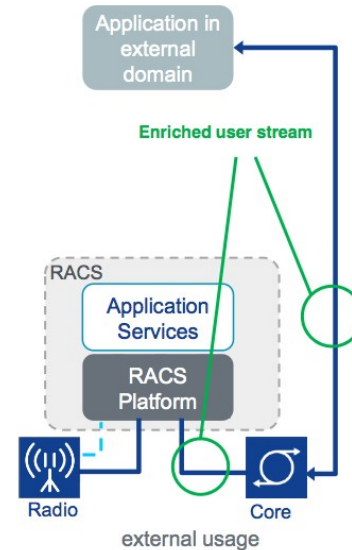 Application in
external
domain
Enriched user stream
RACS
Application
Services
RACS
Platform
Radio
Core
external usage